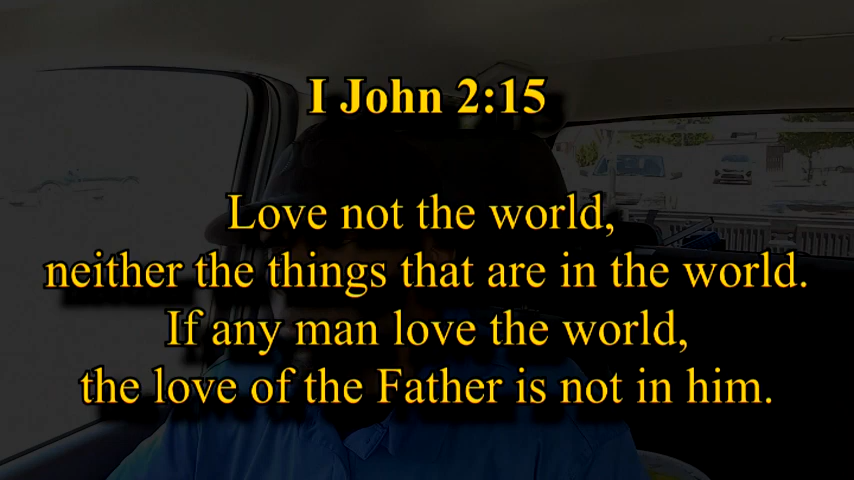 I John 2:15
Love not the world,
neither the things that are in the world.
If any man love the world,
the love of the Father is not in him.